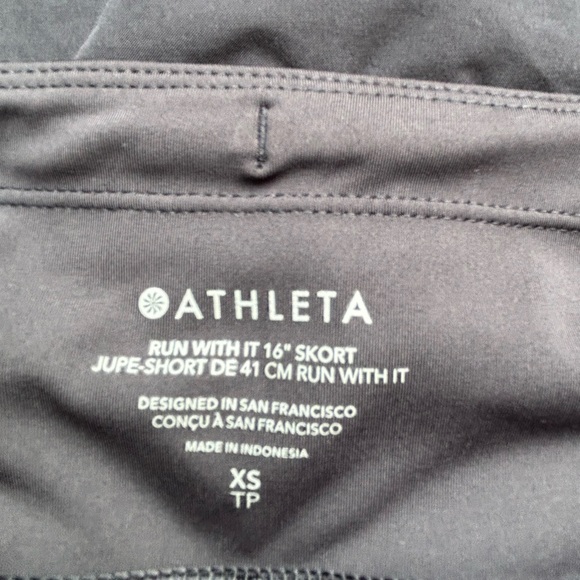 ATHLETA
RUN WITH IT 16" SKORT
JUPE-SHORT DE 41 CM RUN WITH IT
DESIGNED IN SAN FRANCISCO
CONÇU À SAN FRANCISCO
MADE IN INDONESIA
XS
TP